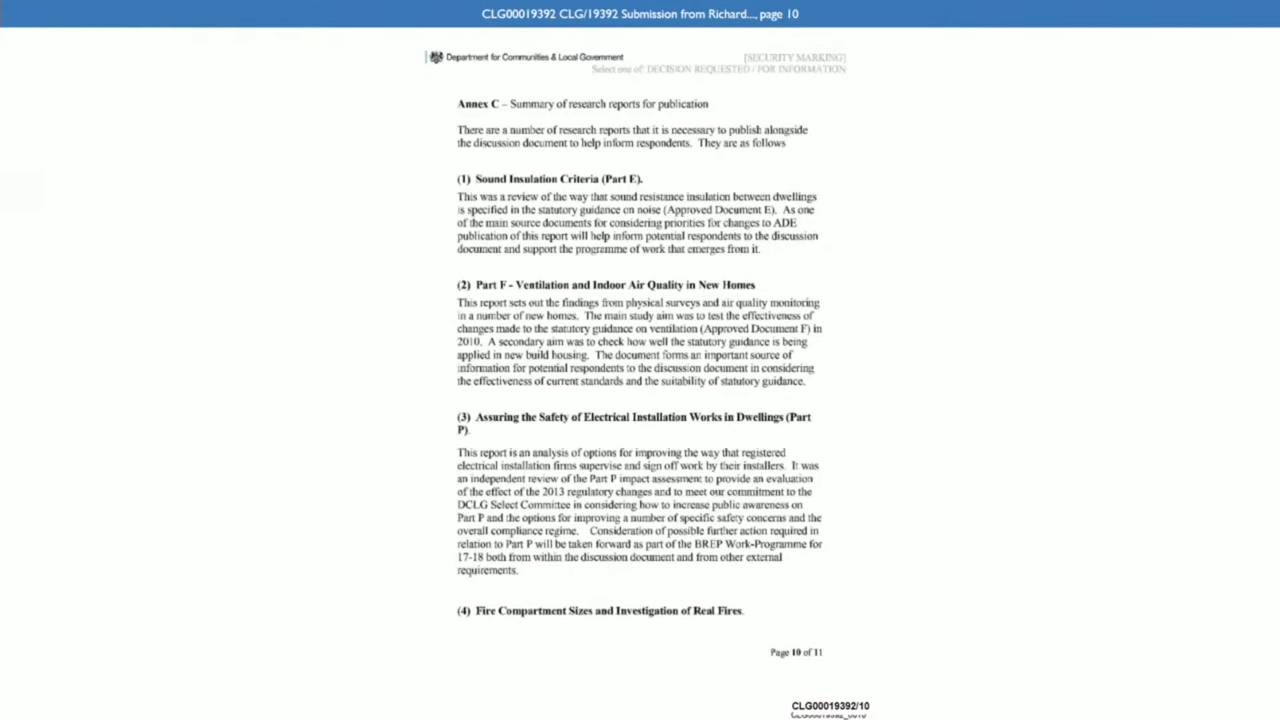 CLG00019392 CLG/19392 Submission from Richard..., page 10
Department for Communities & Local Government
[SECURITY MARKING]
Select one of: DECISION REQUESTED / FOR INFORMATION
Annex C – Summary of research reports for publication
There are a number of research reports that it is necessary to publish alongside
the discussion document to help inform respondents. They are as follows
(1) Sound Insulation Criteria (Part E).
This was a review of the way that sound resistance insulation between dwellings
is specified in the statutory guidance on noise (Approved Document E). As one
of the main source documents for considering priorities for changes to ADE
publication of this report will help inform potential respondents to the discussion
document and support the programme of work that emerges from it.
(2) Part F - Ventilation and Indoor Air Quality in New Homes
This report sets out the findings from physical surveys and air quality monitoring
in a number of new homes. The main study aim was to test the effectiveness of
changes made to the statutory guidance on ventilation (Approved Document F) in
2010. A secondary aim was to check how well the statutory guidance is being
applied in new build housing. The document forms an important source of
information for potential respondents to the discussion document in considering
the effectiveness of current standards and the suitability of statutory guidance.
(3) Assuring the Safety of Electrical Installation Works in Dwellings (Part
P).
This report is an analysis of options for improving the way that registered
electrical installation firms supervise and sign off work by their installers. It was
an independent review of the Part P impact assessment to provide an evaluation
of the effect of the 2013 regulatory changes and to meet our commitment to the
DCLG Select Committee in considering how to increase public awareness on
Part P and the options for improving a number of specific safety concerns and the
overall compliance regime. Consideration of possible further action required in
relation to Part P will be taken forward as part of the BREP Work-Programme for
17-18 both from within the discussion document and from other external
requirements.
(4) Fire Compartment Sizes and Investigation of Real Fires.
Page 10 of 11
CLG00019392/10
CLG00019392_0010